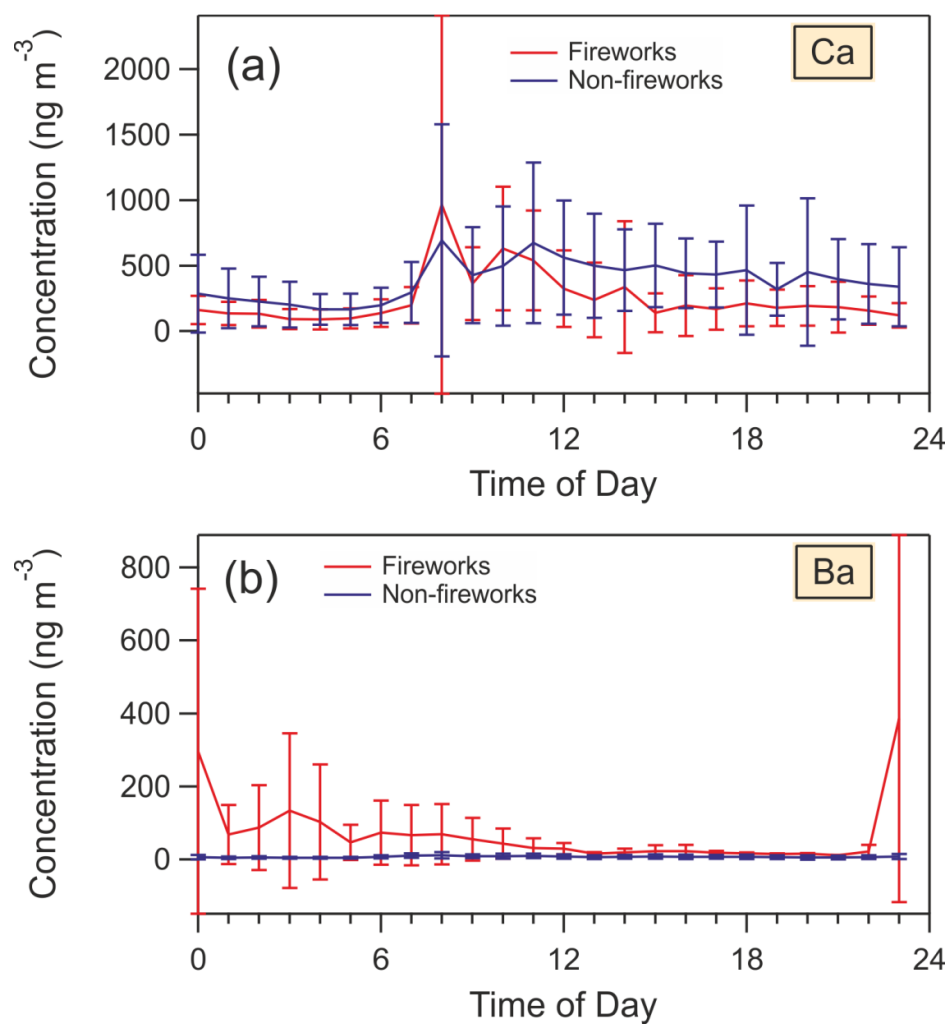 (a)
Fireworks
Non-fireworks
Ca
Concentration (ng m⁻³)
2000
1500
1000
500
0
0 6 12 18 24
Time of Day
(b)
Fireworks
Non-fireworks
Ba
Concentration (ng m⁻³)
800
600
400
200
0
0 6 12 18 24
Time of Day